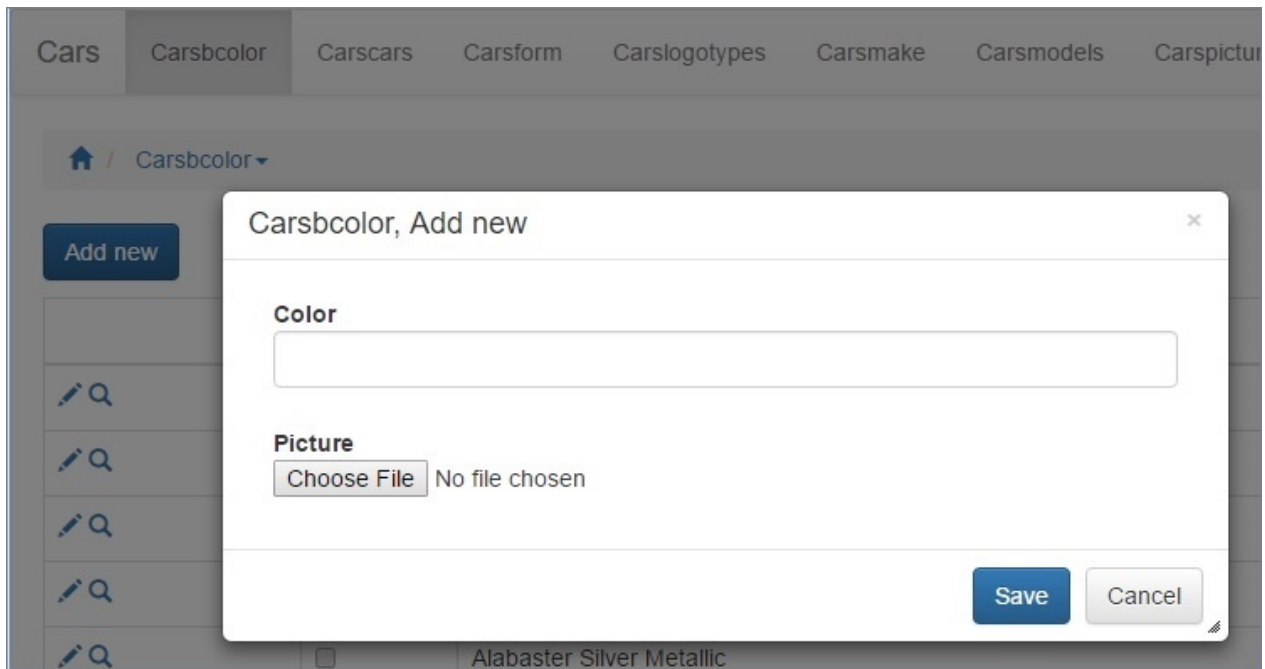 Cars Carsbcolor Carscars Carsform Carslogotypes Carsmake Carsmodels Carspictur
/ Carsbcolor
Add new
Carsbcolor, Add new ×
Color
Picture
Choose File No file chosen
Save Cancel
Alabaster Silver Metallic